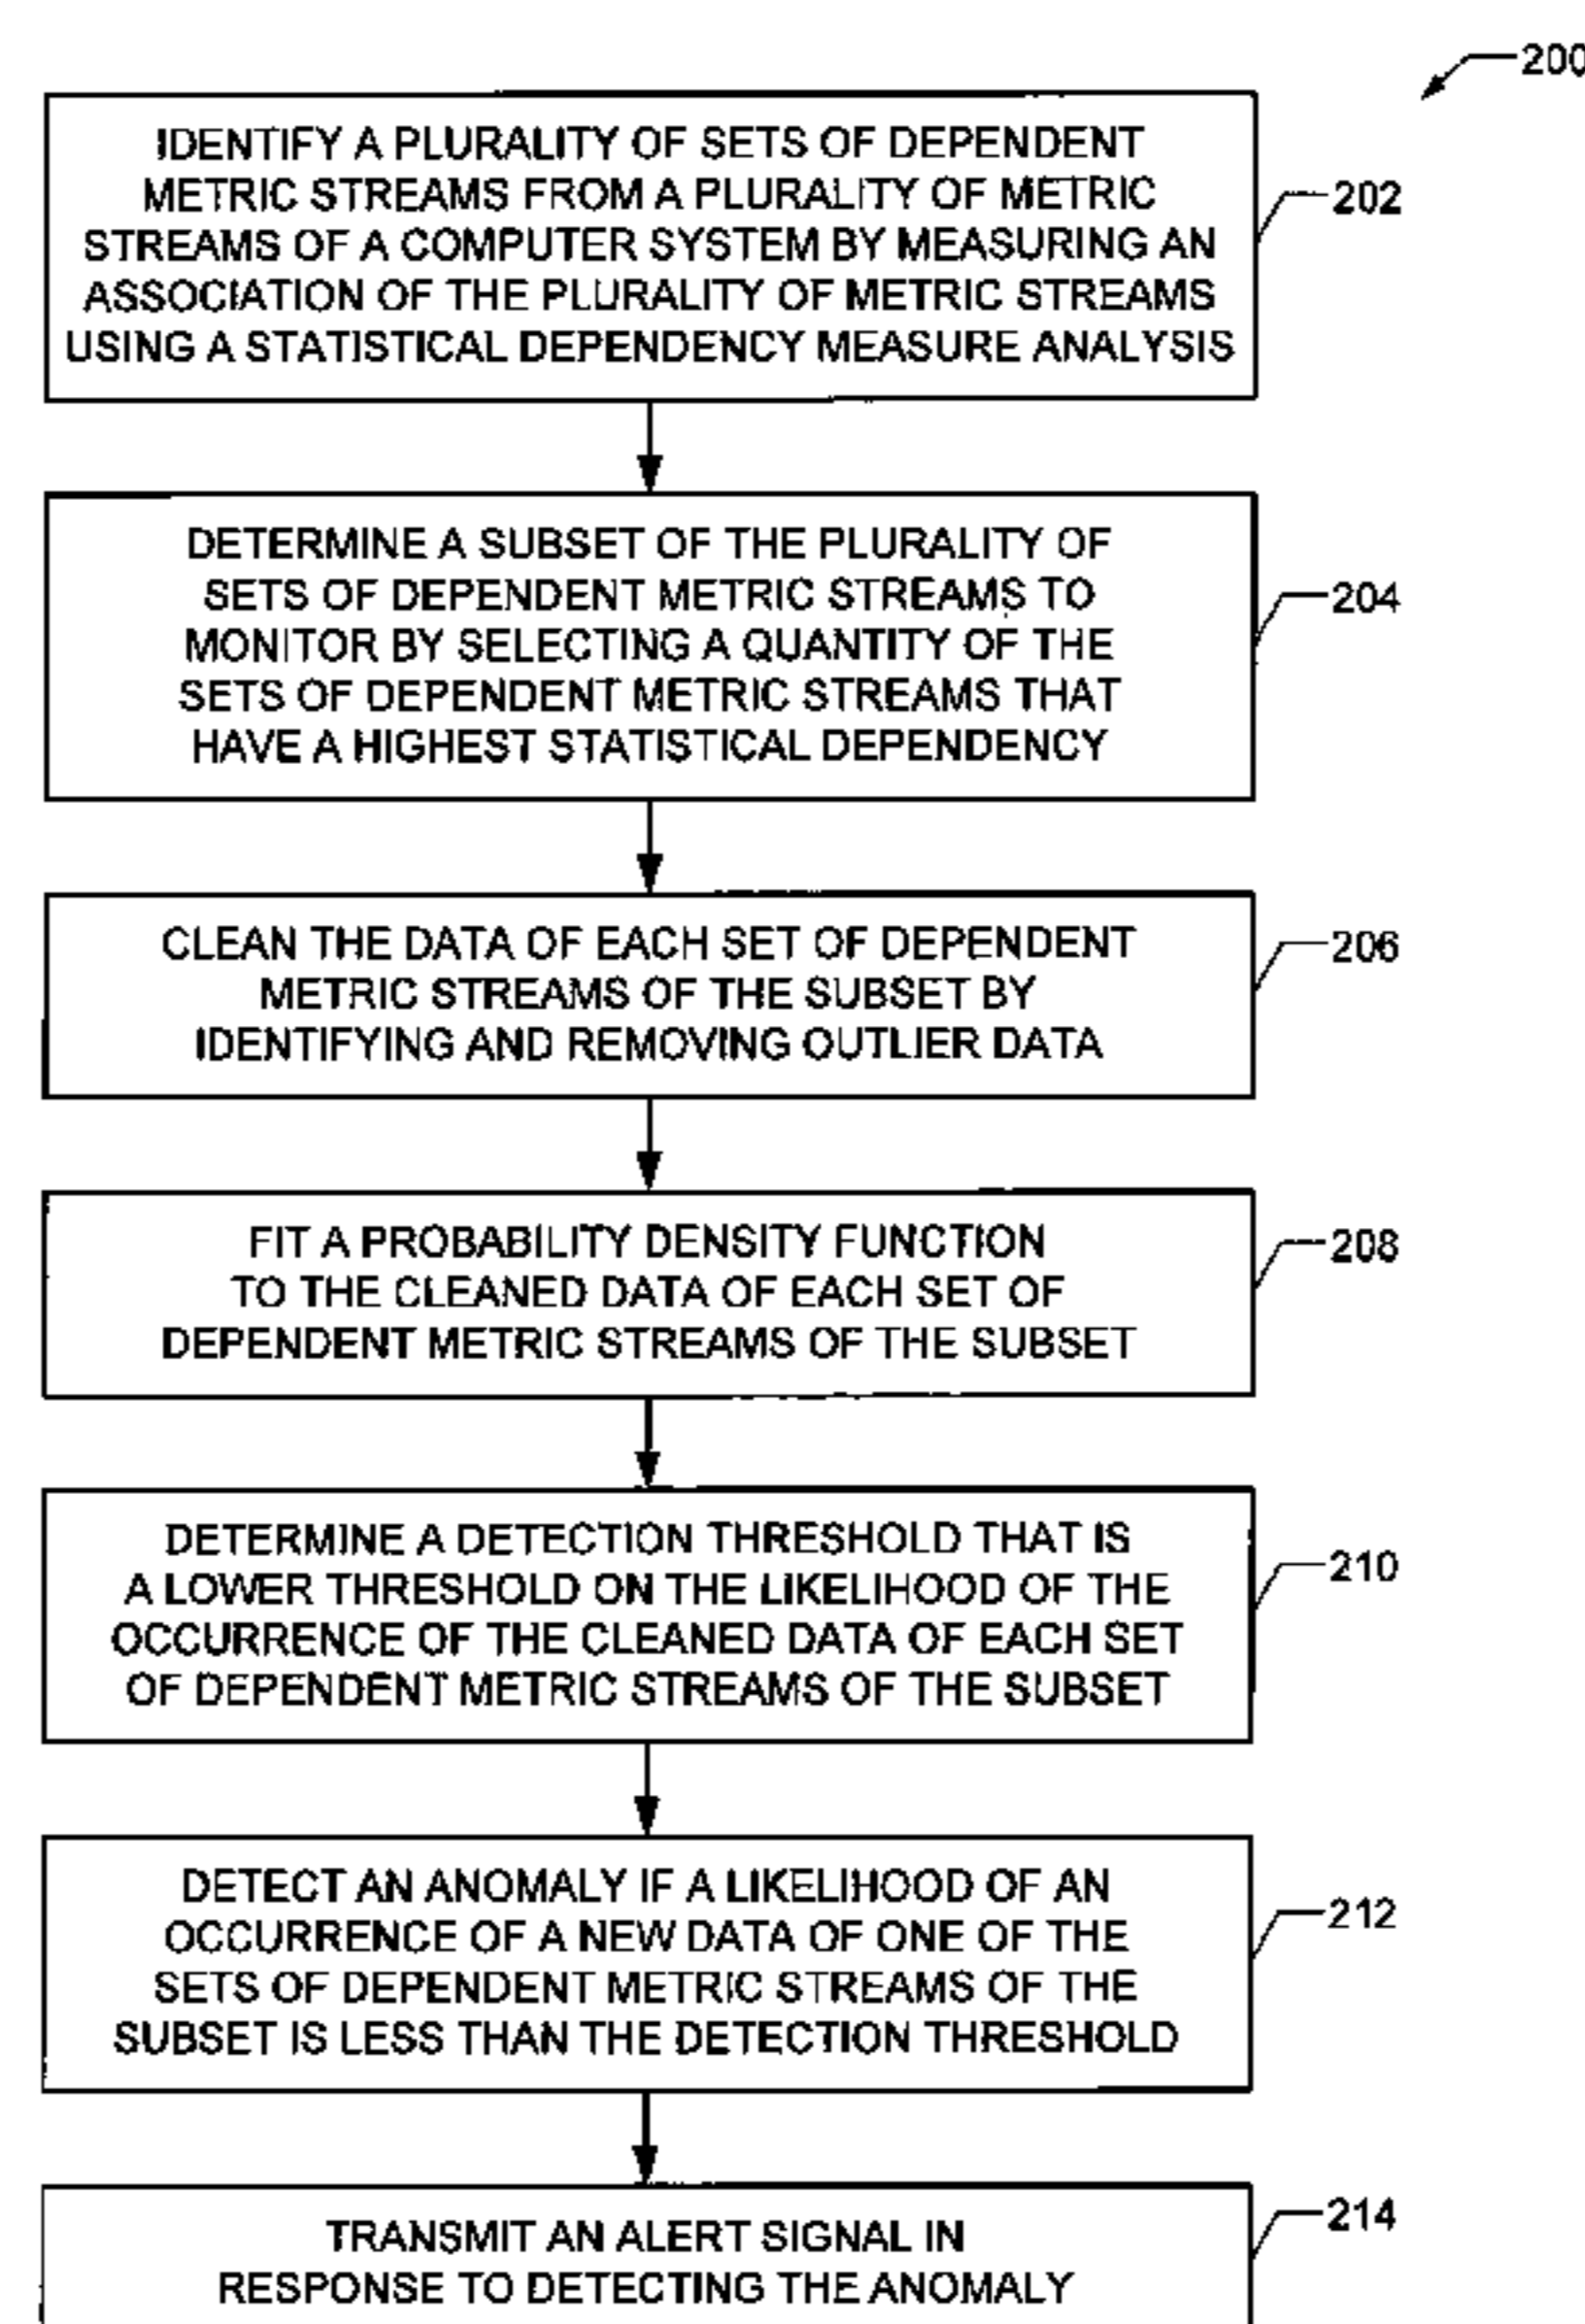 200
IDENTIFY A PLURALITY OF SETS OF DEPENDENT
METRIC STREAMS FROM A PLURALITY OF METRIC
STREAMS OF A COMPUTER SYSTEM BY MEASURING AN
ASSOCIATION OF THE PLURALITY OF METRIC STREAMS
USING A STATISTICAL DEPENDENCY MEASURE ANALYSIS
202
DETERMINE A SUBSET OF THE PLURALITY OF
SETS OF DEPENDENT METRIC STREAMS TO
MONITOR BY SELECTING A QUANTITY OF THE
SETS OF DEPENDENT METRIC STREAMS THAT
HAVE A HIGHEST STATISTICAL DEPENDENCY
204
CLEAN THE DATA OF EACH SET OF DEPENDENT
METRIC STREAMS OF THE SUBSET BY
IDENTIFYING AND REMOVING OUTLIER DATA
206
FIT A PROBABILITY DENSITY FUNCTION
TO THE CLEANED DATA OF EACH SET OF
DEPENDENT METRIC STREAMS OF THE SUBSET
208
DETERMINE A DETECTION THRESHOLD THAT IS
A LOWER THRESHOLD ON THE LIKELIHOOD OF THE
OCCURRENCE OF THE CLEANED DATA OF EACH SET
OF DEPENDENT METRIC STREAMS OF THE SUBSET
210
DETECT AN ANOMALY IF A LIKELIHOOD OF AN
OCCURRENCE OF A NEW DATA OF ONE OF THE
SETS OF DEPENDENT METRIC STREAMS OF THE
SUBSET IS LESS THAN THE DETECTION THRESHOLD
212
TRANSMIT AN ALERT SIGNAL IN
RESPONSE TO DETECTING THE ANOMALY
214